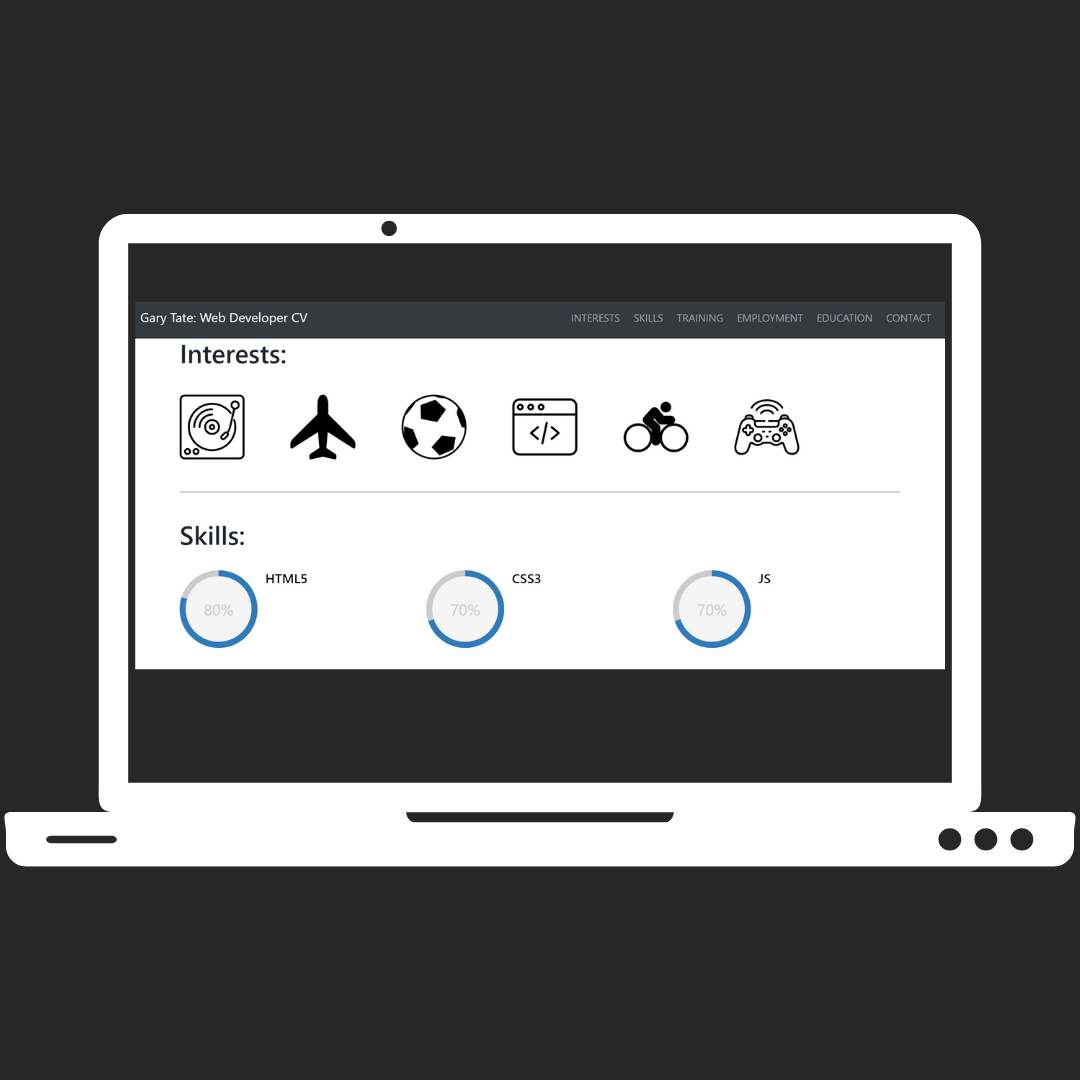 Gary Tate: Web Developer CV
INTERESTS SKILLS TRAINING EMPLOYMENT EDUCATION CONTACT
Interests:
</>
Skills:
80% HTML5
70% CSS3
70% JS